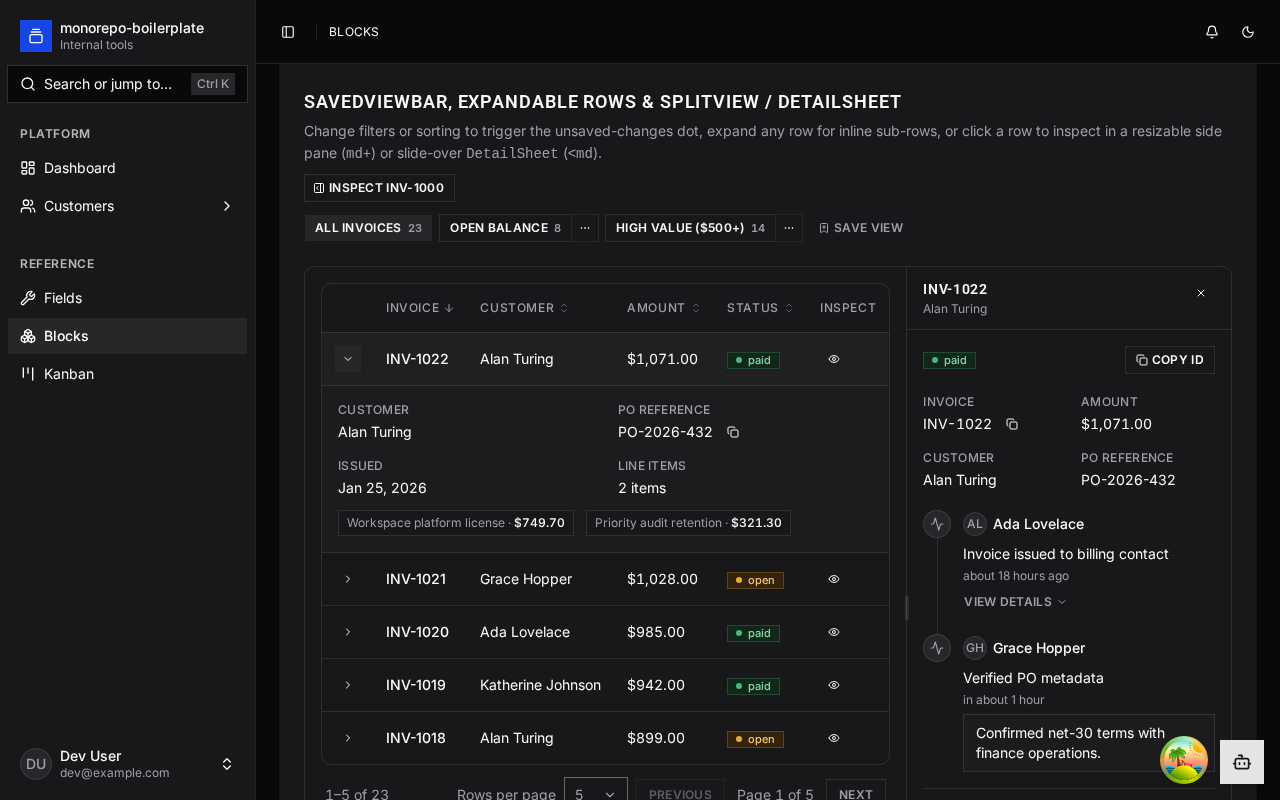 monorepo-boilerplate
Internal tools
Search or jump to...
Ctrl K
PLATFORM
Dashboard
Customers
REFERENCE
Fields
Blocks
Kanban
DU
Dev User
dev@example.com
BLOCKS
SAVEDVIEWBAR, EXPANDABLE ROWS & SPLITVIEW / DETAILSHEET
Change filters or sorting to trigger the unsaved-changes dot, expand any row for inline sub-rows, or click a row to inspect in a resizable side
pane (md+) or slide-over DetailSheet (<md).
INSPECT INV-1000
ALL INVOICES 23
OPEN BALANCE 8 ...
HIGH VALUE ($500+) 14 ...
SAVE VIEW
INVOICE CUSTOMER AMOUNT STATUS INSPECT
INV-1022 Alan Turing $1,071.00 paid
CUSTOMER PO REFERENCE
Alan Turing PO-2026-432
ISSUED LINE ITEMS
Jan 25, 2026 2 items
Workspace platform license · $749.70 Priority audit retention · $321.30
INV-1021 Grace Hopper $1,028.00 open
INV-1020 Ada Lovelace $985.00 paid
INV-1019 Katherine Johnson $942.00 paid
INV-1018 Alan Turing $899.00 open
1–5 of 23 Rows per page 5 PREVIOUS Page 1 of 5 NEXT
INV-1022
Alan Turing
paid COPY ID
INVOICE AMOUNT
INV-1022 $1,071.00
CUSTOMER PO REFERENCE
Alan Turing PO-2026-432
AL Ada Lovelace
Invoice issued to billing contact
about 18 hours ago
VIEW DETAILS
GH Grace Hopper
Verified PO metadata
in about 1 hour
Confirmed net-30 terms with
finance operations.